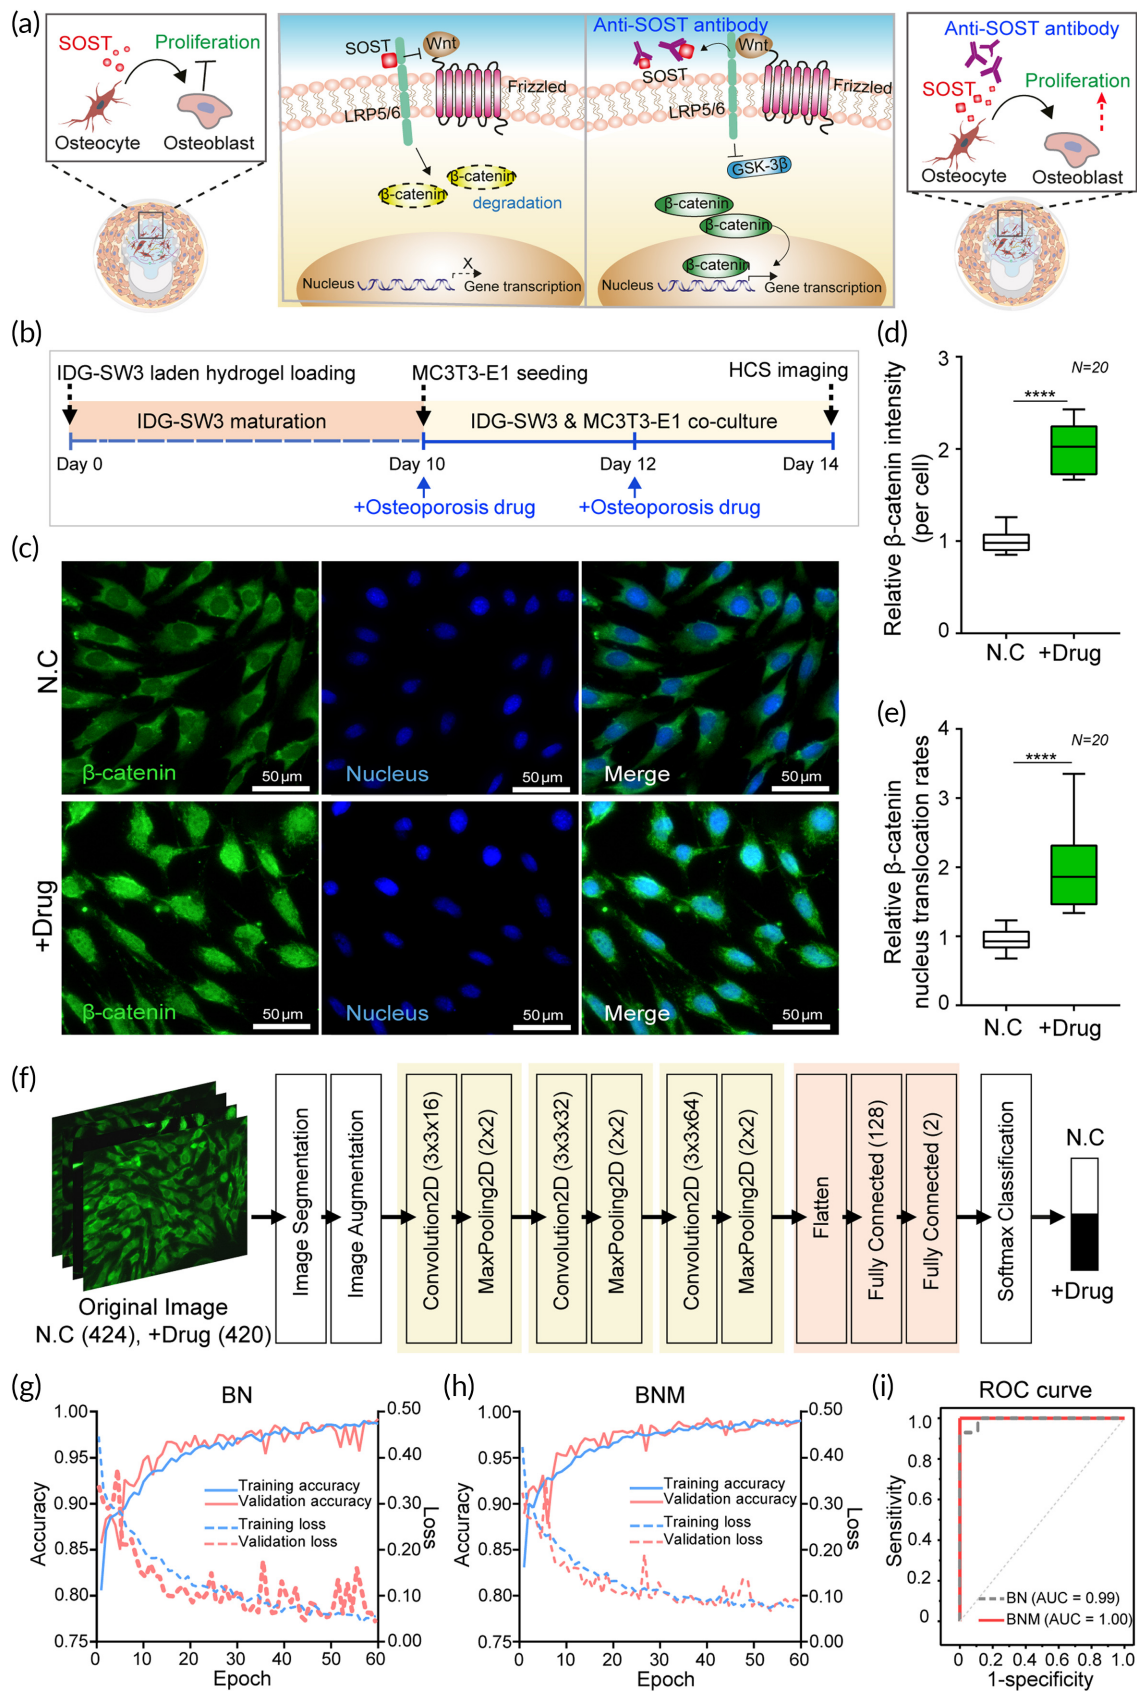 (a)
SOST
Proliferation
Osteocyte
Osteoblast
SOST
Wnt
Frizzled
LRP5/6
β-catenin
β-catenin
degradation
X
Nucleus
Gene transcription
Anti-SOST antibody
Wnt
SOST
Frizzled
LRP5/6
GSK-3β
β-catenin
β-catenin
β-catenin
Nucleus
Gene transcription
Anti-SOST antibody
SOST
Proliferation
Osteocyte
Osteoblast
(b)
IDG-SW3 laden hydrogel loading
MC3T3-E1 seeding
HCS imaging
IDG-SW3 maturation
IDG-SW3 & MC3T3-E1 co-culture
Day 0
Day 10
Day 12
Day 14
+Osteoporosis drug
+Osteoporosis drug
(c)
N.C
β-catenin
50 μm
Nucleus
50 μm
Merge
50 μm
+Drug
β-catenin
50 μm
Nucleus
50 μm
Merge
50 μm
(d)
Relative β-catenin intensity
(per cell)
3
2
1
0
N=20
****
N.C
+Drug
(e)
Relative β-catenin
nucleus translocation rates
4
3
2
1
0
N=20
****
N.C
+Drug
(f)
Original Image
N.C (424), +Drug (420)
Image Segmentation
Image Augmentation
Convolution2D (3x3x16)
MaxPooling2D (2x2)
Convolution2D (3x3x32)
MaxPooling2D (2x2)
Convolution2D (3x3x64)
MaxPooling2D (2x2)
Flatten
Fully Connected (128)
Fully Connected (2)
Softmax Classification
N.C
+Drug
(g)
BN
Accuracy
1.00
0.95
0.90
0.85
0.80
0.75
0.50
0.40
0.30
0.20
0.10
0.00
Loss
Training accuracy
Validation accuracy
Training loss
Validation loss
0 10 20 30 40 50 60
Epoch
(h)
BNM
Accuracy
1.00
0.95
0.90
0.85
0.80
0.75
0.50
0.40
0.30
0.20
0.10
0.00
Loss
Training accuracy
Validation accuracy
Training loss
Validation loss
0 10 20 30 40 50 60
Epoch
(i)
ROC curve
Sensitivity
1.0
0.8
0.6
0.4
0.2
0
BN (AUC = 0.99)
BNM (AUC = 1.00)
0 0.2 0.4 0.6 0.8 1.0
1-specificity